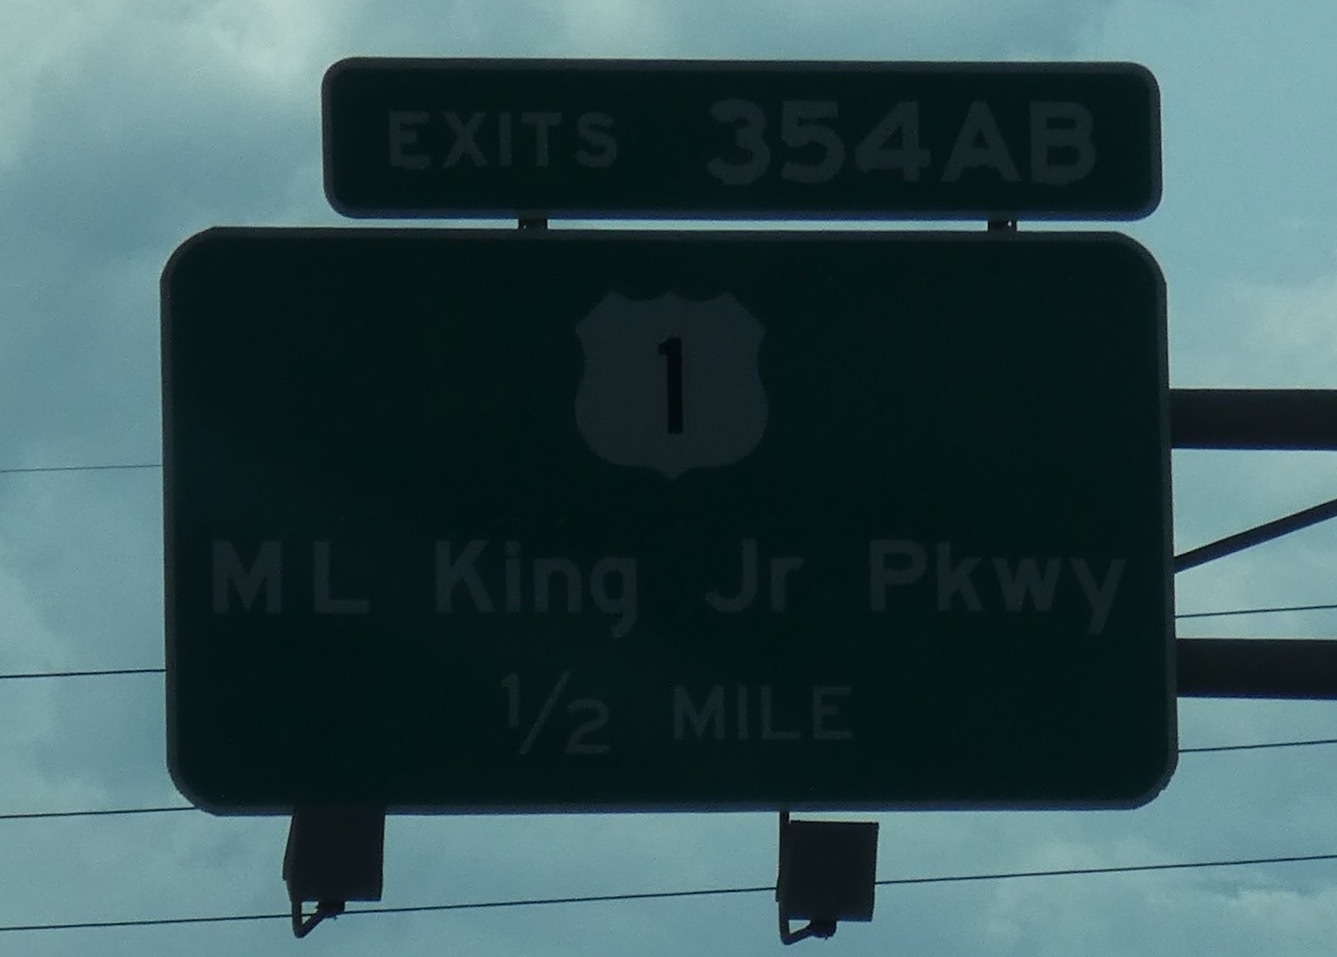 EXITS 354AB
1
ML King Jr Pkwy
1/2 MILE